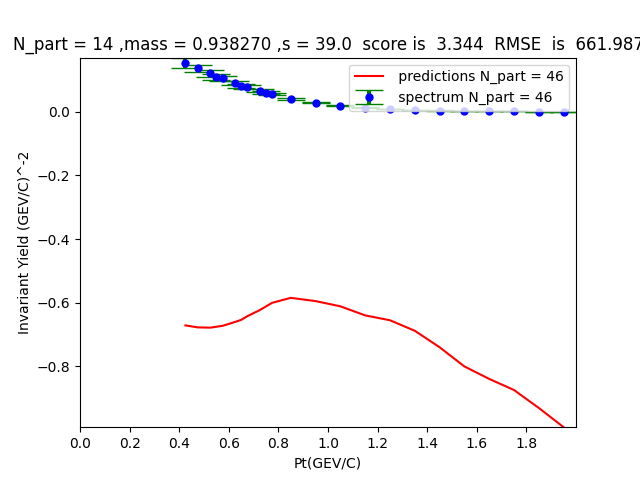 N_part = 14 ,mass = 0.938270 ,s = 39.0 score is 3.344 RMSE is 661.987
predictions N_part = 46
spectrum N_part = 46
0.0
−0.2
−0.4
−0.6
−0.8
Invariant Yield (GEV/C)^-2
0.0 0.2 0.4 0.6 0.8 1.0 1.2 1.4 1.6 1.8
Pt(GEV/C)